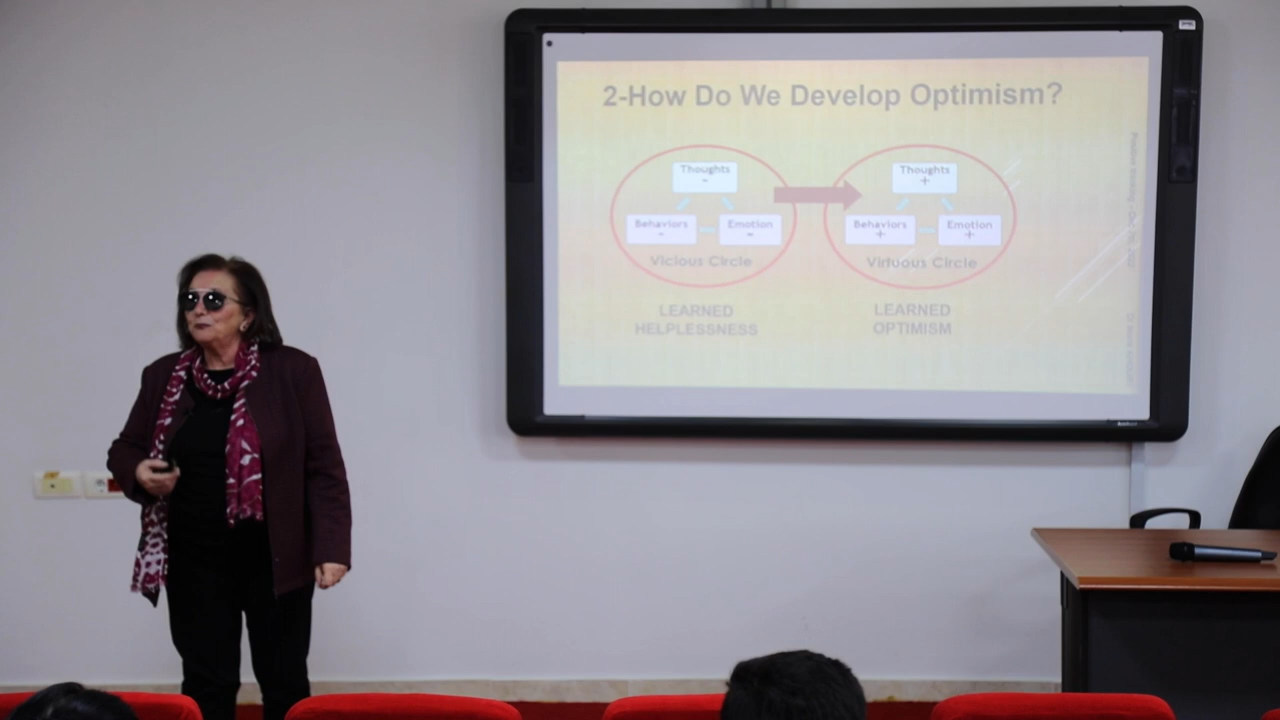 2-How Do We Develop Optimism?
Thoughts
-
Behaviors
-
Emotion
-
Vicious Circle
LEARNED
HELPLESSNESS
Thoughts
+
Behaviors
+
Emotion
+
Virtuous Circle
LEARNED
OPTIMISM